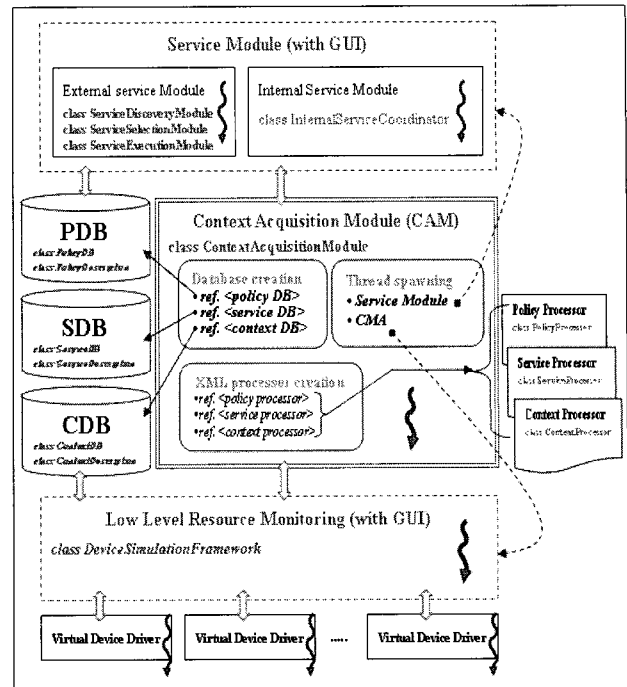 Service Module (with GUI)
External service Module
class ServiceDiscoveryModule
class ServiceSelectionModule
class ServiceExecutionModule
Internal Service Module
class InternalServiceCoordinator
PDB
class PolicyDB
class PolicyDescription
SDB
class ServiceDB
class ServiceDescription
CDB
class ContextDB
class ContextDescription
Context Acquisition Module (CAM)
class ContextAcquisitionModule
Database creation
• ref. <policy DB>
• ref. <service DB>
• ref. <context DB>
Thread spawning
• Service Module
• CMA
XML processer creation
•ref. <policy processor>
•ref. <service processor>
•ref. <context processor>
Policy Processor
class PolicyProcessor
Service Processor
class ServiceProcessor
Context Processor
class ContextProcessor
Low Level Resource Monitoring (with GUI)
class DeviceSimulationFramework
Virtual Device Driver
Virtual Device Driver
.....
Virtual Device Driver